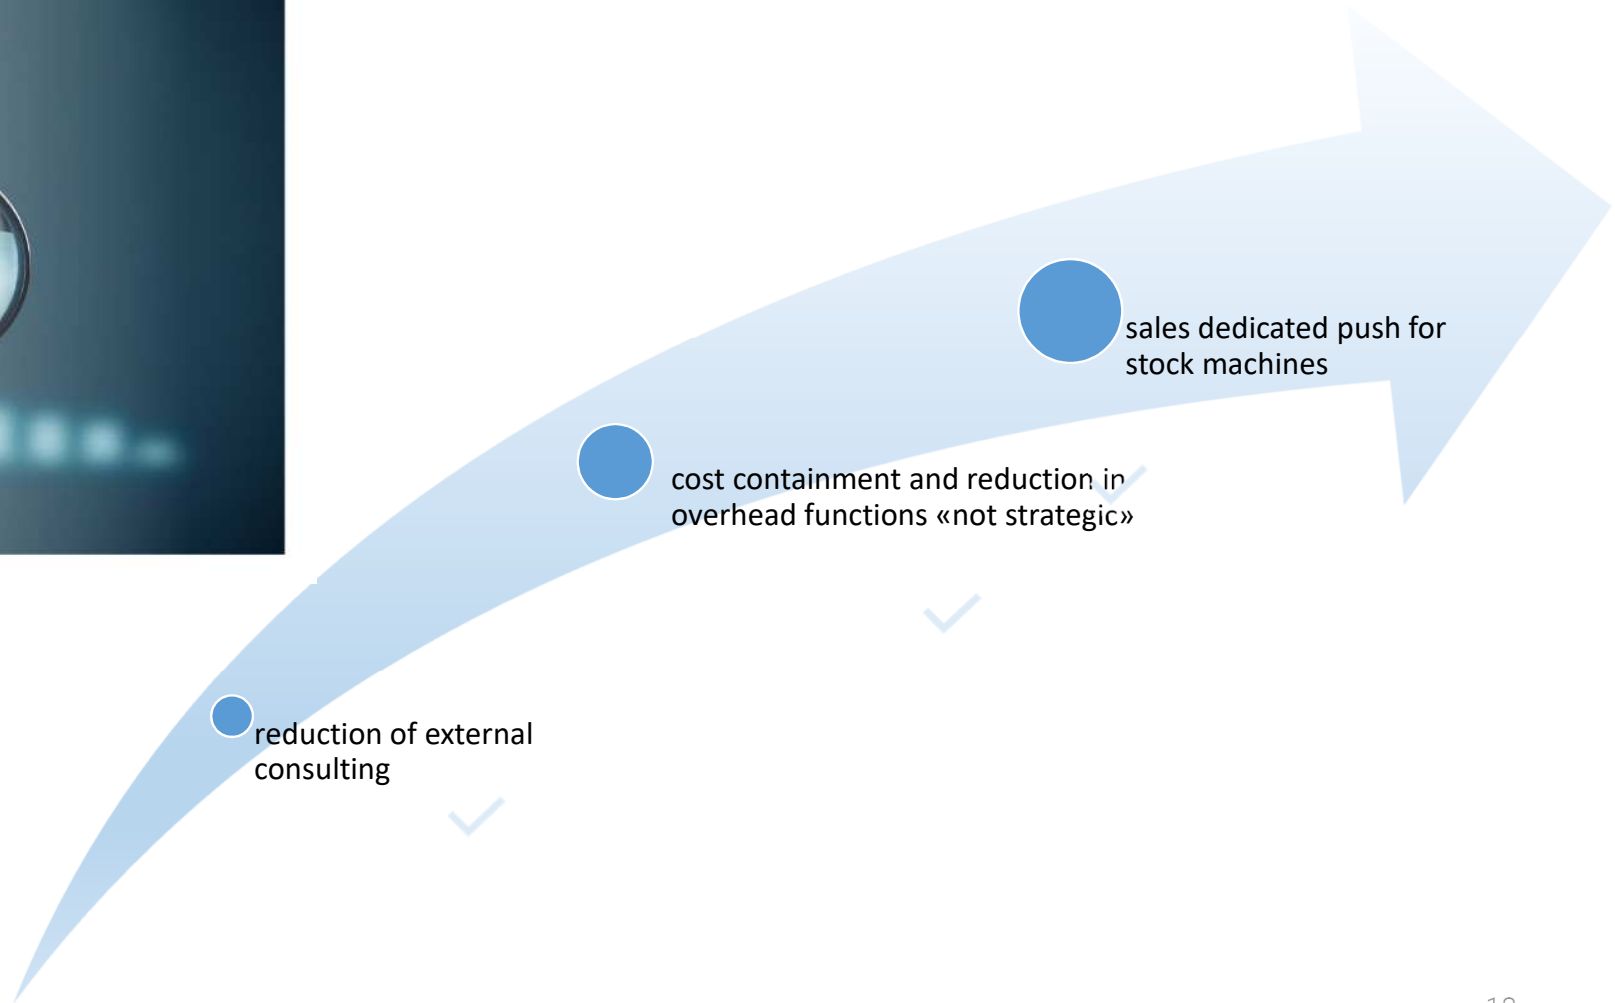 sales dedicated push for
stock machines
cost containment and reduction in
overhead functions «not strategic»
reduction of external
consulting